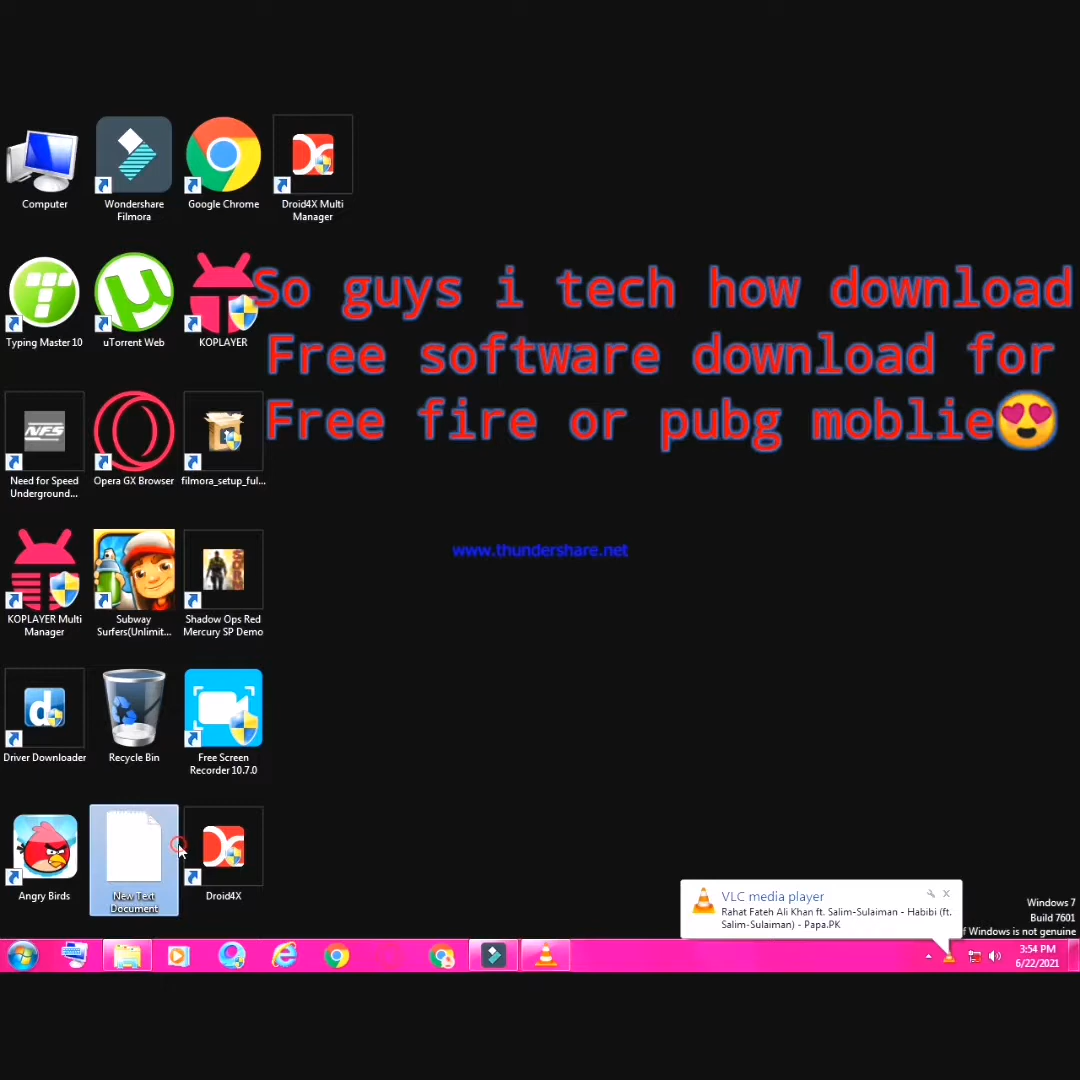 Computer
Wondershare
Filmora
Google Chrome
Droid4X Multi
Manager
Typing Master 10
uTorrent Web
KOPLAYER
So guys i tech how download
Free software download for
Free fire or pubg moblie😍
NFS
Need for Speed
Underground...
Opera GX Browser
filmora_setup_ful...
www.thundershare.net
KOPLAYER Multi
Manager
Subway
Surfers(Unlimit...
Shadow Ops Red
Mercury SP Demo
Driver Downloader
Recycle Bin
Free Screen
Recorder 10.7.0
Angry Birds
New Text
Document
Droid4X
VLC media player
Rahat Fateh Ali Khan ft. Salim-Sulaiman - Habibi (ft.
Salim-Sulaiman) - Papa.PK
Windows 7
Build 7601
f Windows is not genuine
3:54 PM
6/22/2021